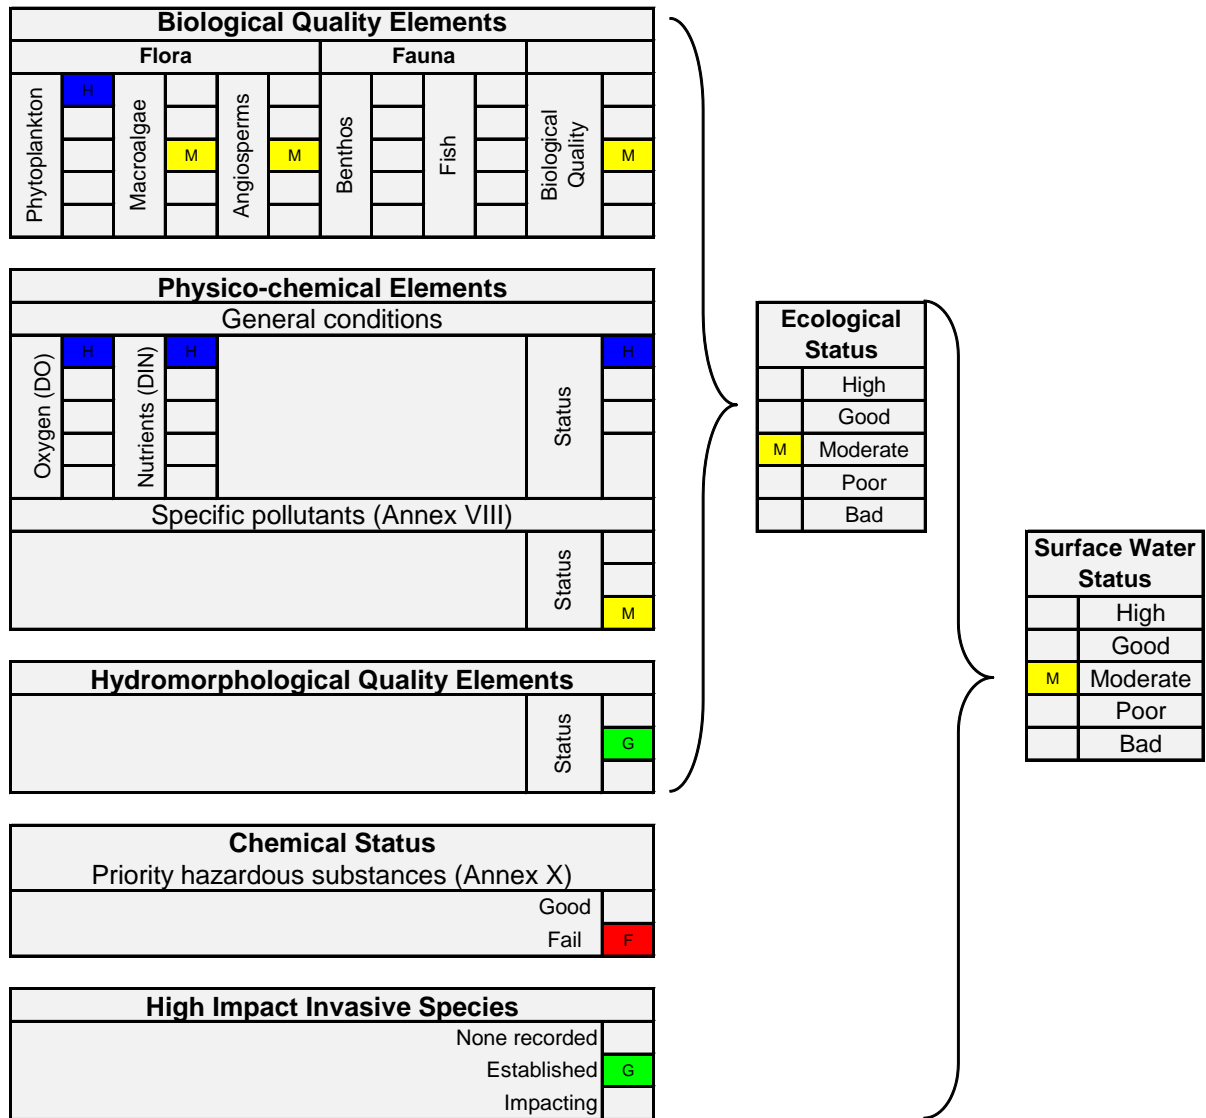 Biological Quality Elements
Flora
Fauna
Phytoplankton
H
Macroalgae
M
Angiosperms
M
Benthos
Fish
Biological
Quality
M
Physico-chemical Elements
General conditions
Oxygen (DO)
H
Nutrients (DIN)
H
Status
H
Specific pollutants (Annex VIII)
Status
M
Hydromorphological Quality Elements
Status
G
Chemical Status
Priority hazardous substances (Annex X)
Good
Fail F
High Impact Invasive Species
None recorded
Established G
Impacting
Ecological
Status
High
Good
M Moderate
Poor
Bad
Surface Water
Status
High
Good
M Moderate
Poor
Bad